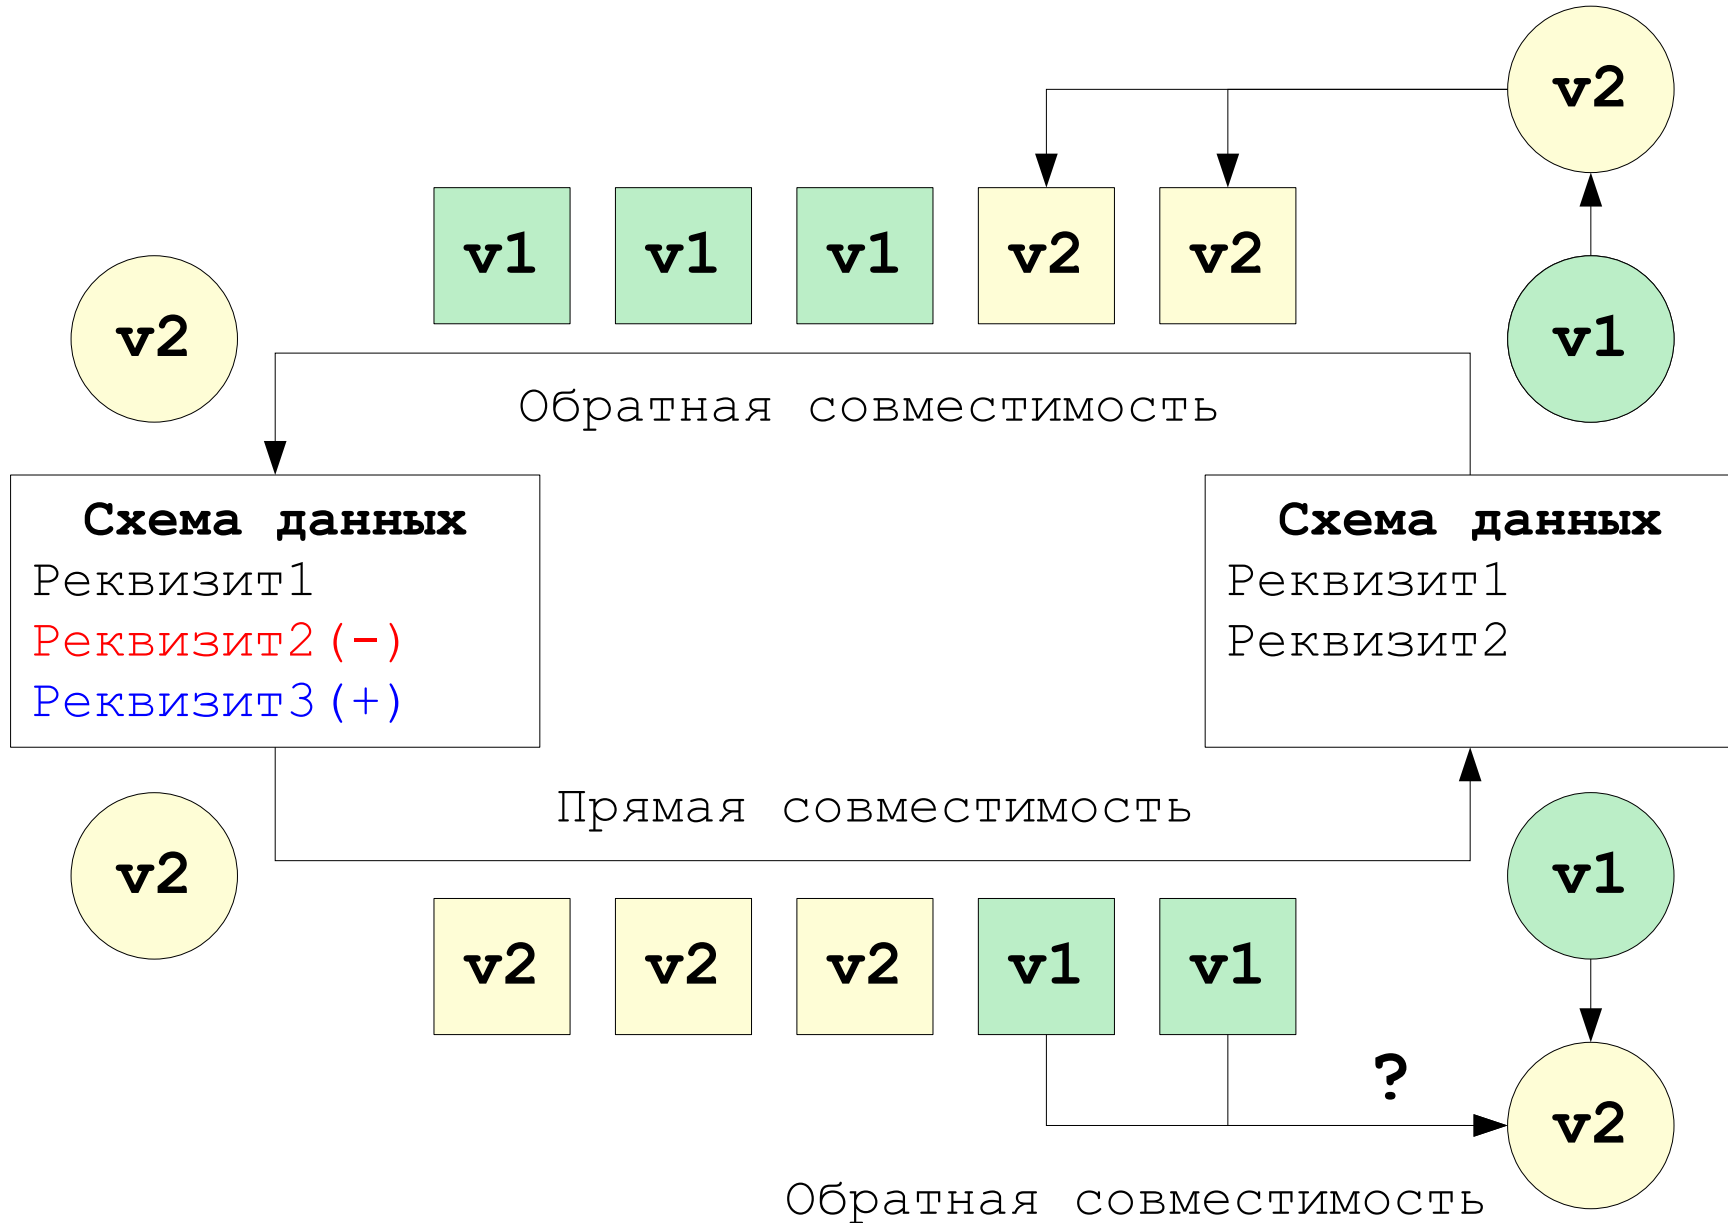 v2
v1 v1 v1 v2 v2
v2 v1
Обратная совместимость
Схема данных
Реквизит1
Реквизит2(-)
Реквизит3(+)
Схема данных
Реквизит1
Реквизит2
Прямая совместимость
v2 v1
v2 v2 v2 v1 v1
?
v2
Обратная совместимость